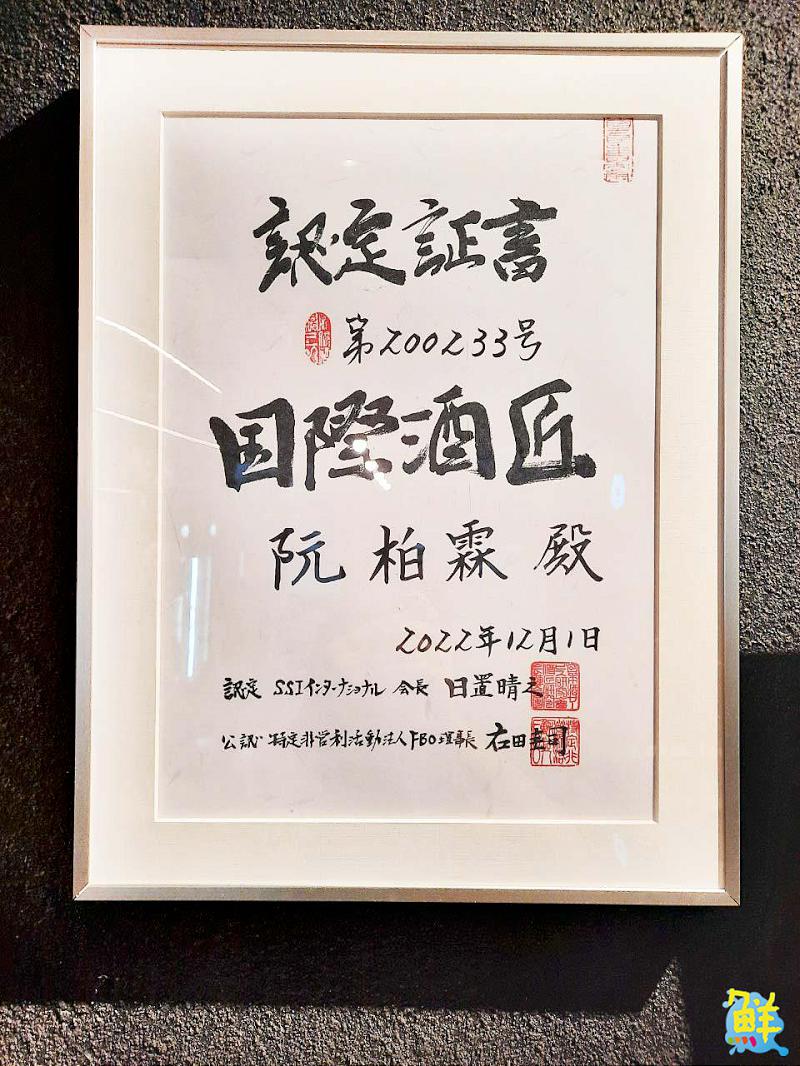 認定証書
第200233号
国際酒匠
阮柏霖殿
2022年12月1日
認定 SSIインターナショナル 会長 日置晴之
公認 特定非営利活動法人FBO理事長 右田圭司
鮮